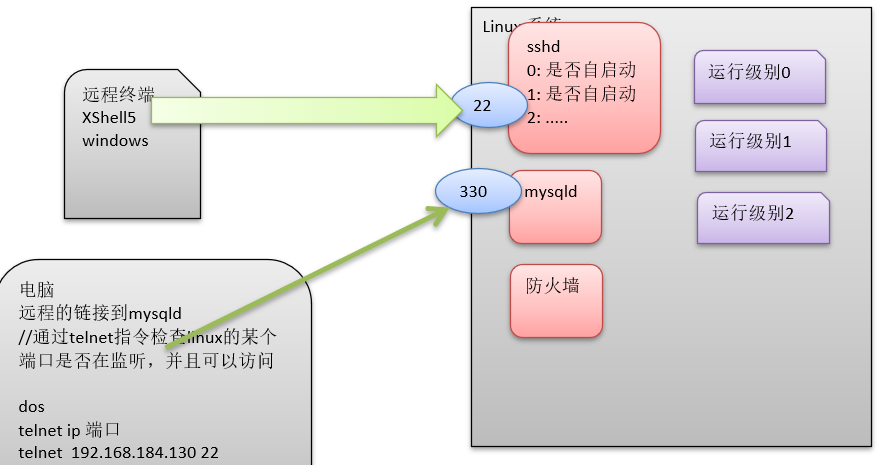 远程终端
XShell5
windows
电脑
远程的链接到mysqld
//通过telnet指令检查linux的某个
端口是否在监听，并且可以访问
dos
telnet ip 端口
telnet 192.168.184.130 22
Linux 系统
sshd
0: 是否自启动
1: 是否自启动
2: .....
22
330
mysqld
防火墙
运行级别0
运行级别1
运行级别2